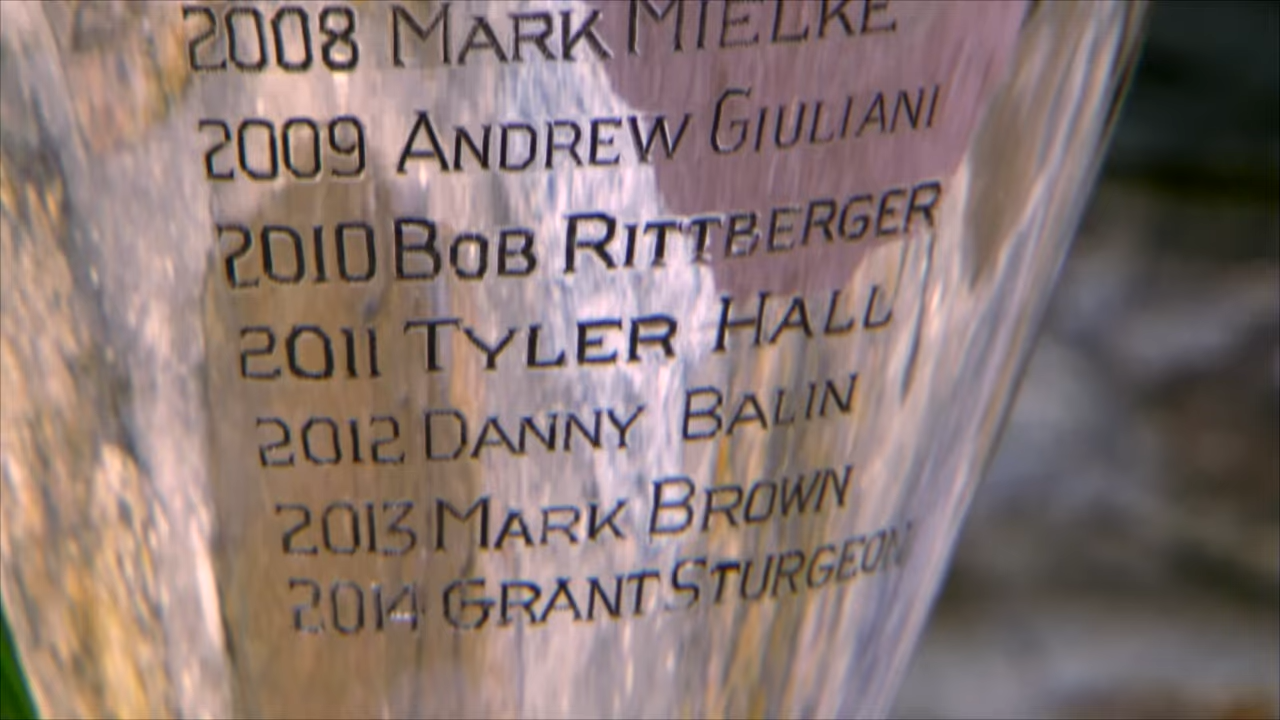 2008 MARK MIELKE
2009 ANDREW GIULIANI
2010 BOB RITTBERGER
2011 TYLER HALL
2012 DANNY BALIN
2013 MARK BROWN
2014 GRANT STURGEON